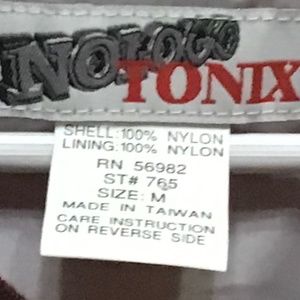 NOLOGO
TONIX
SHELL: 100% NYLON
LINING: 100% NYLON
RN 56982
ST# 765
SIZE: M
MADE IN TAIWAN
CARE INSTRUCTION
ON REVERSE SIDE